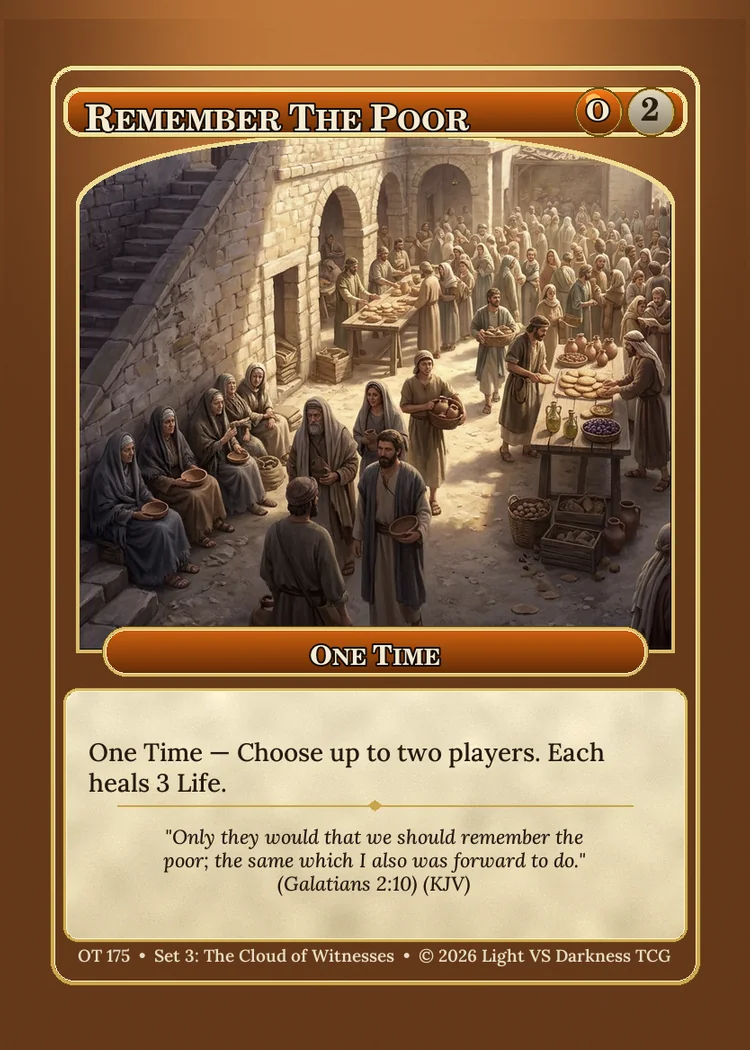 Remember The Poor O 2
One Time
One Time — Choose up to two players. Each
heals 3 Life.
"Only they would that we should remember the
poor; the same which I also was forward to do."
(Galatians 2:10) (KJV)
OT 175 • Set 3: The Cloud of Witnesses • © 2026 Light VS Darkness TCG